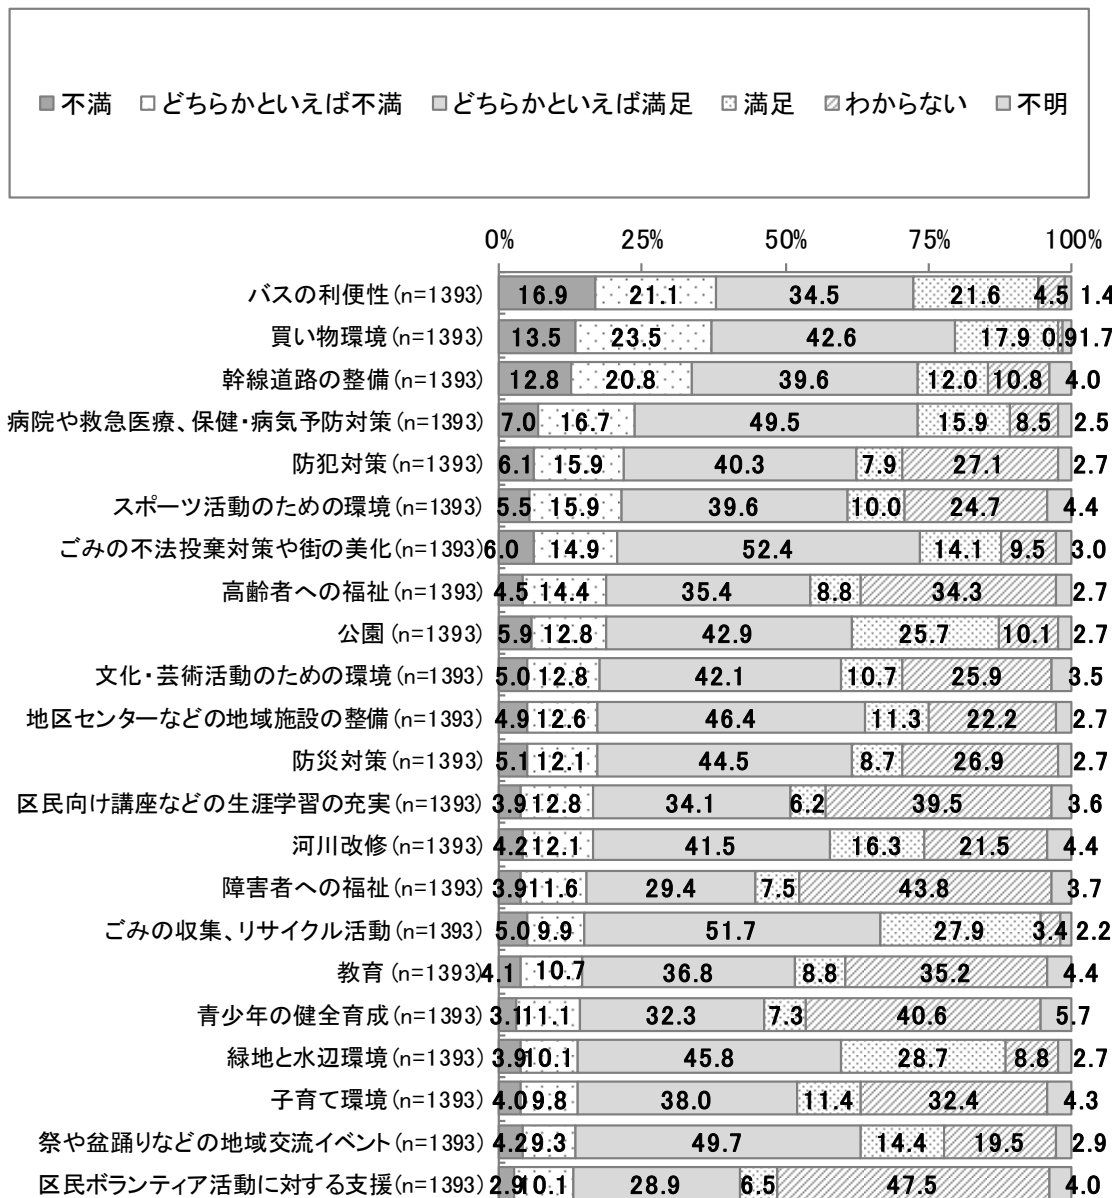 不満 どちらかといえば不満 どちらかといえば満足 満足 わからない 不明
0% 25% 50% 75% 100%
バスの利便性(n=1393) 16.9 21.1 34.5 21.6 4.5 1.4
買い物環境(n=1393) 13.5 23.5 42.6 17.9 0.9 1.7
幹線道路の整備(n=1393) 12.8 20.8 39.6 12.0 10.8 4.0
病院や救急医療、保健・病気予防対策(n=1393) 7.0 16.7 49.5 15.9 8.5 2.5
防犯対策(n=1393) 6.1 15.9 40.3 7.9 27.1 2.7
スポーツ活動のための環境(n=1393) 5.5 15.9 39.6 10.0 24.7 4.4
ごみの不法投棄対策や街の美化(n=1393) 6.0 14.9 52.4 14.1 9.5 3.0
高齢者への福祉(n=1393) 4.5 14.4 35.4 8.8 34.3 2.7
公園(n=1393) 5.9 12.8 42.9 25.7 10.1 2.7
文化・芸術活動のための環境(n=1393) 5.0 12.8 42.1 10.7 25.9 3.5
地区センターなどの地域施設の整備(n=1393) 4.9 12.6 46.4 11.3 22.2 2.7
防災対策(n=1393) 5.1 12.1 44.5 8.7 26.9 2.7
区民向け講座などの生涯学習の充実(n=1393) 3.9 12.8 34.1 6.2 39.5 3.6
河川改修(n=1393) 4.2 12.1 41.5 16.3 21.5 4.4
障害者への福祉(n=1393) 3.9 11.6 29.4 7.5 43.8 3.7
ごみの収集、リサイクル活動(n=1393) 5.0 9.9 51.7 27.9 3.4 2.2
教育(n=1393) 4.1 10.7 36.8 8.8 35.2 4.4
青少年の健全育成(n=1393) 3.1 11.1 32.3 7.3 40.6 5.7
緑地と水辺環境(n=1393) 3.9 10.1 45.8 28.7 8.8 2.7
子育て環境(n=1393) 4.0 9.8 38.0 11.4 32.4 4.3
祭や盆踊りなどの地域交流イベント(n=1393) 4.2 9.3 49.7 14.4 19.5 2.9
区民ボランティア活動に対する支援(n=1393) 2.9 10.1 28.9 6.5 47.5 4.0